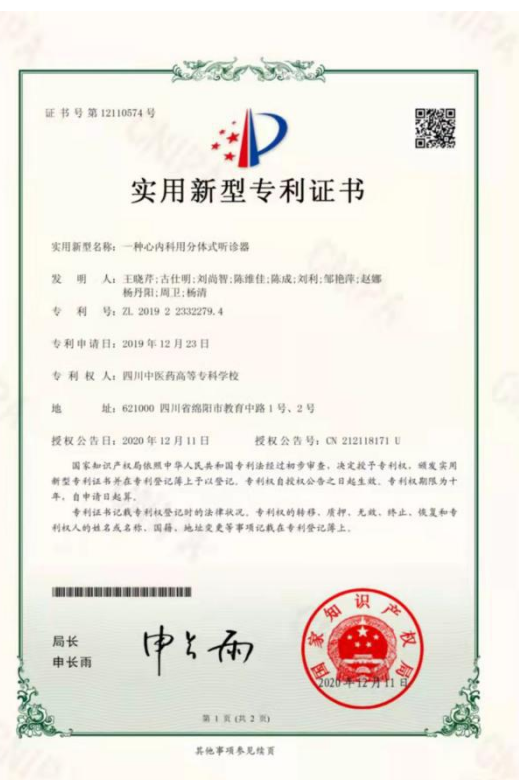 证书号第12110574号
实用新型专利证书
实用新型名称：一种心内科用分体式听诊器
发明人：王晓芹;古仕明;刘尚智;陈维佳;陈成;刘利;邹艳萍;赵娜
杨丹阳;周卫;杨清
专利号：ZL 2019 2 2332279.4
专利申请日：2019年12月23日
专利权人：四川中医药高等专科学校
地址：621000 四川省绵阳市教育中路1号、2号
授权公告日：2020年12月11日 授权公告号：CN 212118171 U
国家知识产权局依照中华人民共和国专利法经过初步审查，决定授予专利权，颁发实用
新型专利证书并在专利登记簿上予以登记。专利权自授权公告之日起生效。专利权期限为十
年，自申请日起算。
专利证书记载专利权登记时的法律状况。专利权的转移、质押、无效、终止、恢复和专
利权人的姓名或名称、国籍、地址变更等事项记载在专利登记簿上。
局长
申长雨
申长雨
国家知识产权局
2020年12月11日
第1页(共2页)
其他事项参见续页